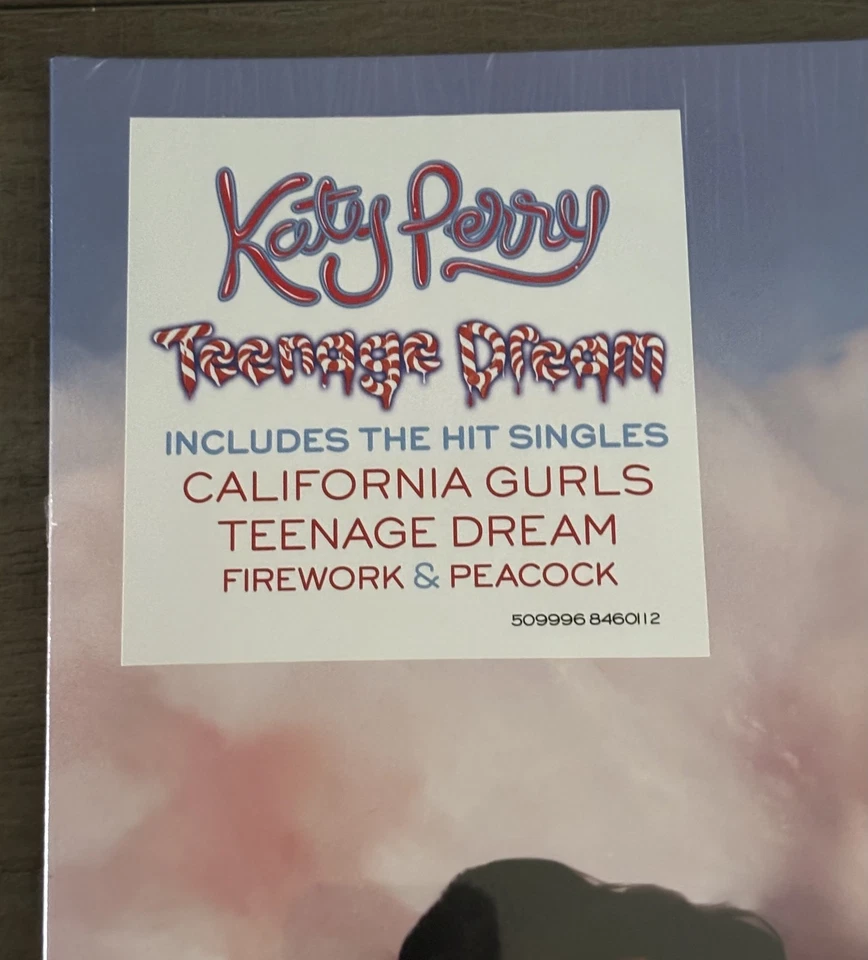 Katy Perry
Teenage Dream
INCLUDES THE HIT SINGLES
CALIFORNIA GURLS
TEENAGE DREAM
FIREWORK & PEACOCK
509996 8460112